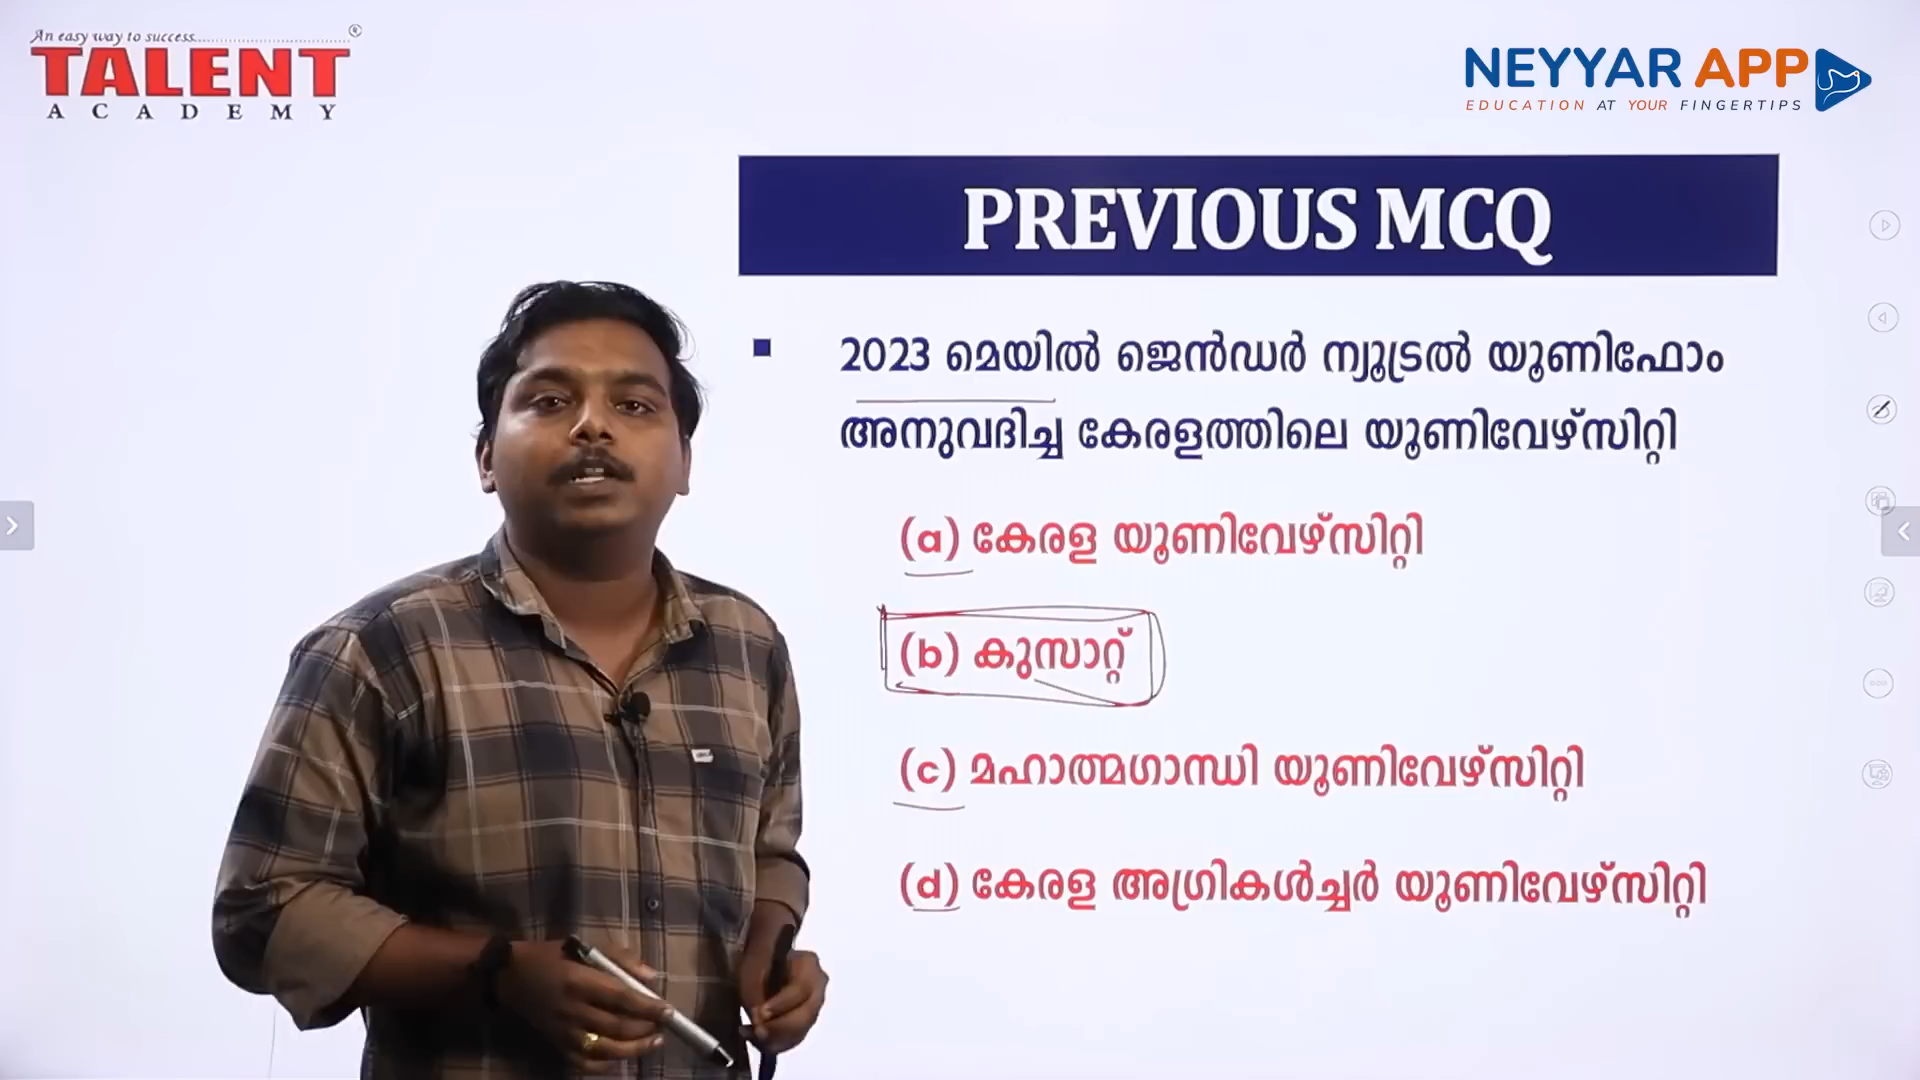 An easy way to success
TALENT
ACADEMY
NEYYAR APP
EDUCATION AT YOUR FINGERTIPS
PREVIOUS MCQ
2023 മെയിൽ ജെൻഡർ ന്യൂട്രൽ യൂണിഫോം
അനുവദിച്ച കേരളത്തിലെ യൂണിവേഴ്സിറ്റി
(a) കേരള യൂണിവേഴ്സിറ്റി
(b) കുസാറ്റ്
(c) മഹാത്മഗാന്ധി യൂണിവേഴ്സിറ്റി
(d) കേരള അഗ്രികൾച്ചർ യൂണിവേഴ്സിറ്റി